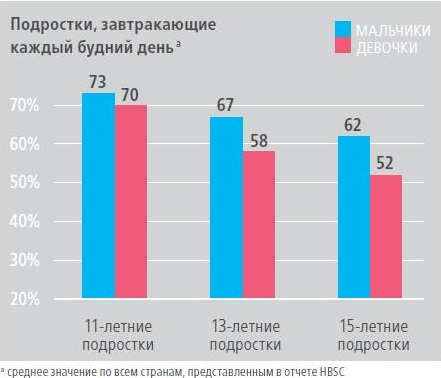 Подростки, завтракающие
каждый будний день ª
МАЛЬЧИКИ
ДЕВОЧКИ
73
70
67
58
62
52
70%
60%
50%
40%
30%
20%
11-летние
подростки
13-летние
подростки
15-летние
подростки
ª среднее значение по всем странам, представленным в отчете HBSC